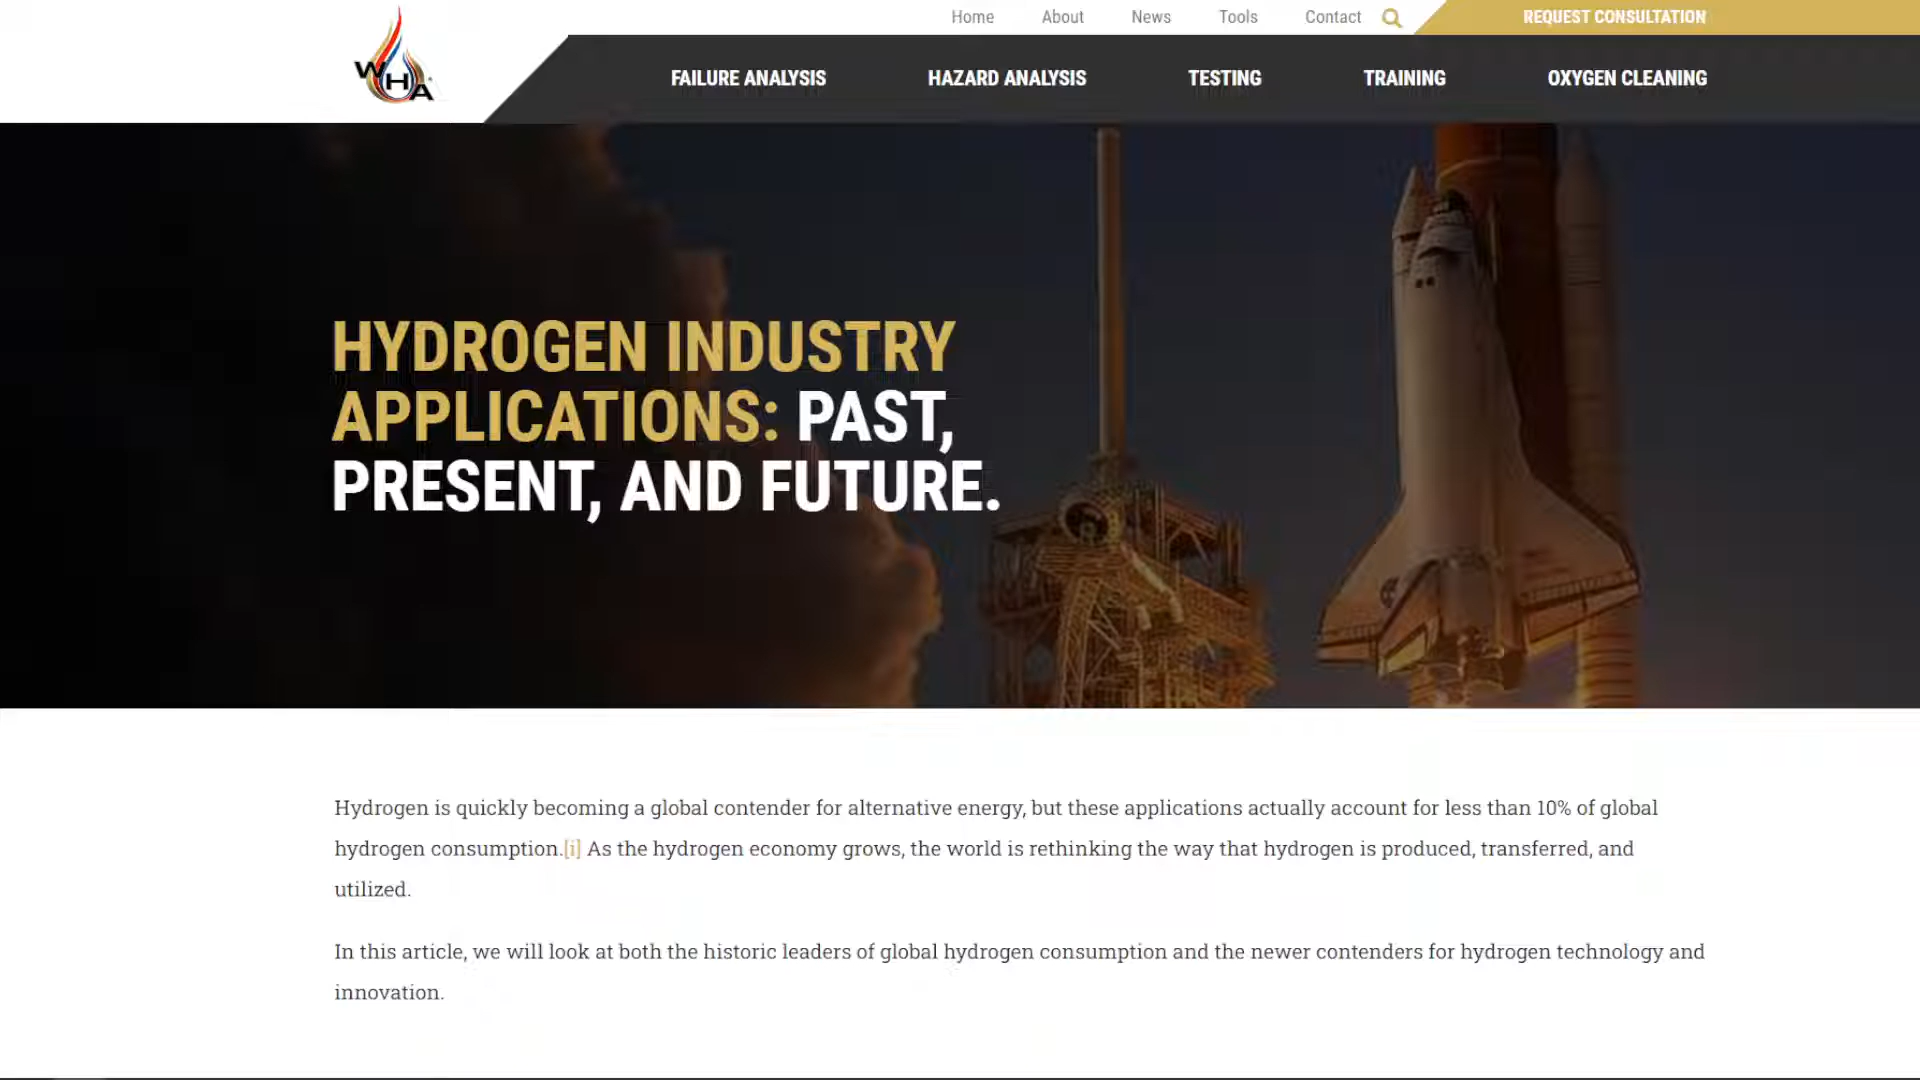 Home About News Tools Contact REQUEST CONSULTATION
WHA
FAILURE ANALYSIS HAZARD ANALYSIS TESTING TRAINING OXYGEN CLEANING
HYDROGEN INDUSTRY
APPLICATIONS: PAST,
PRESENT, AND FUTURE.
Hydrogen is quickly becoming a global contender for alternative energy, but these applications actually account for less than 10% of global
hydrogen consumption.[i] As the hydrogen economy grows, the world is rethinking the way that hydrogen is produced, transferred, and
utilized.
In this article, we will look at both the historic leaders of global hydrogen consumption and the newer contenders for hydrogen technology and
innovation.